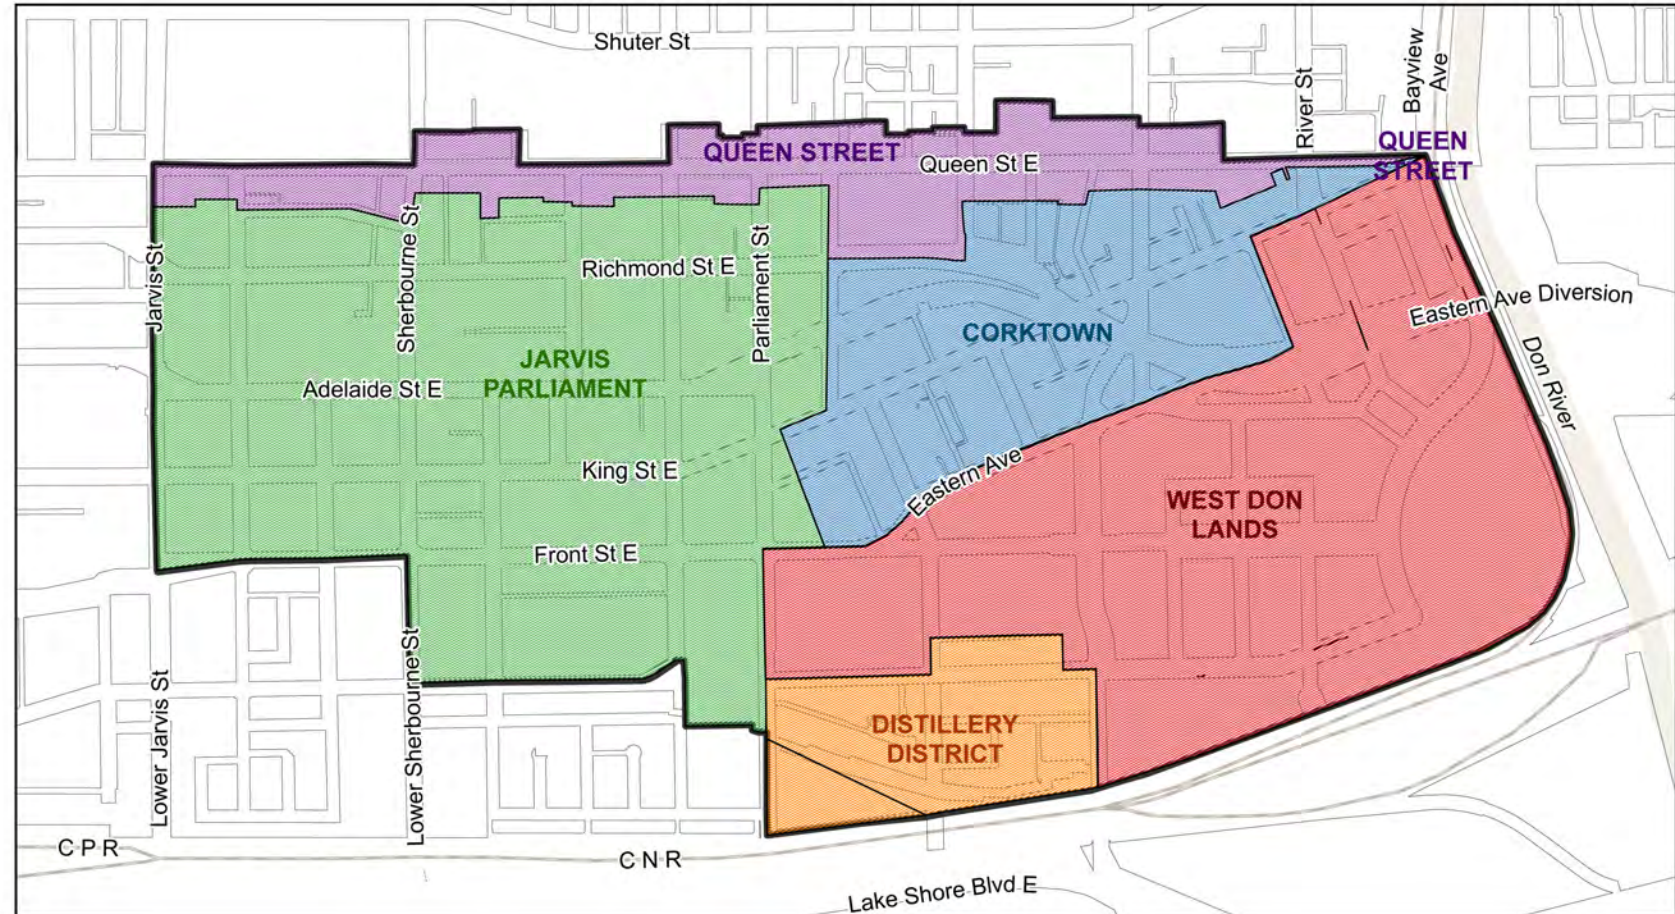 Shuter St
River St
Bayview
Ave
QUEEN STREET
Queen St E
QUEEN
STREET
Jarvis St
Sherbourne St
Parliament St
Richmond St E
Eastern Ave Diversion
CORKTOWN
JARVIS
PARLIAMENT
Adelaide St E
Don River
King St E
Eastern Ave
WEST DON
LANDS
Front St E
Lower Jarvis St
Lower Sherbourne St
DISTILLERY
DISTRICT
C P R
C N R
Lake Shore Blvd E